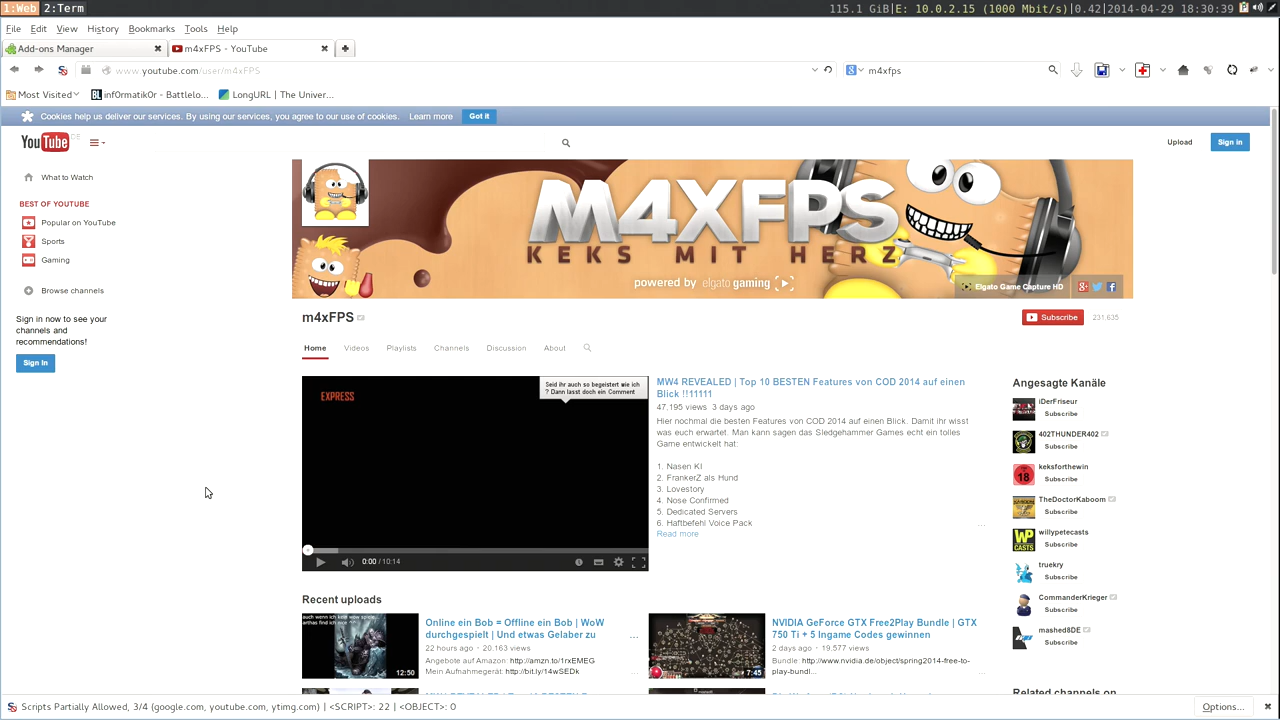 1:Web 2:Term
115.1 GiB|E: 10.0.2.15 (1000 Mbit/s)|0.42|2014-04-29 18:30:39
File Edit View History Bookmarks Tools Help
Add-ons Manager
m4xFPS - YouTube
www.youtube.com/user/m4xFPS
m4xfps
Most Visited
inf0rmatik0r - Battlelo...
LongURL | The Univer...
Cookies help us deliver our services. By using our services, you agree to our use of cookies. Learn more Got it
YouTube DE
Upload Sign in
What to Watch
BEST OF YOUTUBE
Popular on YouTube
Sports
Gaming
Browse channels
Sign in now to see your
channels and
recommendations!
Sign In
M4XFPS
KEKS MIT HERZ
powered by elgato gaming
Elgato Game Capture HD
m4xFPS
Subscribe 231.635
Home Videos Playlists Channels Discussion About
EXPRESS
Seid ihr auch so begeistert wie ich
? Dann lasst doch ein Comment
0:00 / 10:14
MW4 REVEALED | Top 10 BESTEN Features von COD 2014 auf einen
Blick !!11111
47.195 views 3 days ago
Hier nochmal die besten Features von COD 2014 auf einen Blick. Damit ihr wisst
was euch erwartet. Man kann sagen das Sledgehammer Games echt ein tolles
Game entwickelt hat:
1. Nasen KI
2. FrankerZ als Hund
3. Lovestory
4. Nose Confirmed
5. Dedicated Servers
6. Haftbefehl Voice Pack
...
Read more
Angesagte Kanäle
iDerFriseur
Subscribe
402THUNDER402
Subscribe
keksforthewin
Subscribe
TheDoctorKaboom
Subscribe
willypetecasts
Subscribe
truekry
Subscribe
CommanderKrieger
Subscribe
mashed8DE
Subscribe
Related channels on
Recent uploads
12:50
Online ein Bob = Offline ein Bob | WoW
durchgespielt | Und etwas Gelaber zu ...
22 hours ago · 20.163 views
Angebote auf Amazon: http://amzn.to/1rxEMEG
Mein Aufnahmegerät: http://bit.ly/14wSEDk ...
7:45
NVIDIA GeForce GTX Free2Play Bundle | GTX
750 Ti + 5 Ingame Codes gewinnen
2 days ago · 19.577 views
Bundle: http://www.nvidia.de/object/spring2014-free-to-
play-bundl... ...
Scripts Partially Allowed, 3/4 (google.com, youtube.com, ytimg.com) | <SCRIPT>: 22 | <OBJECT>: 0
Options...